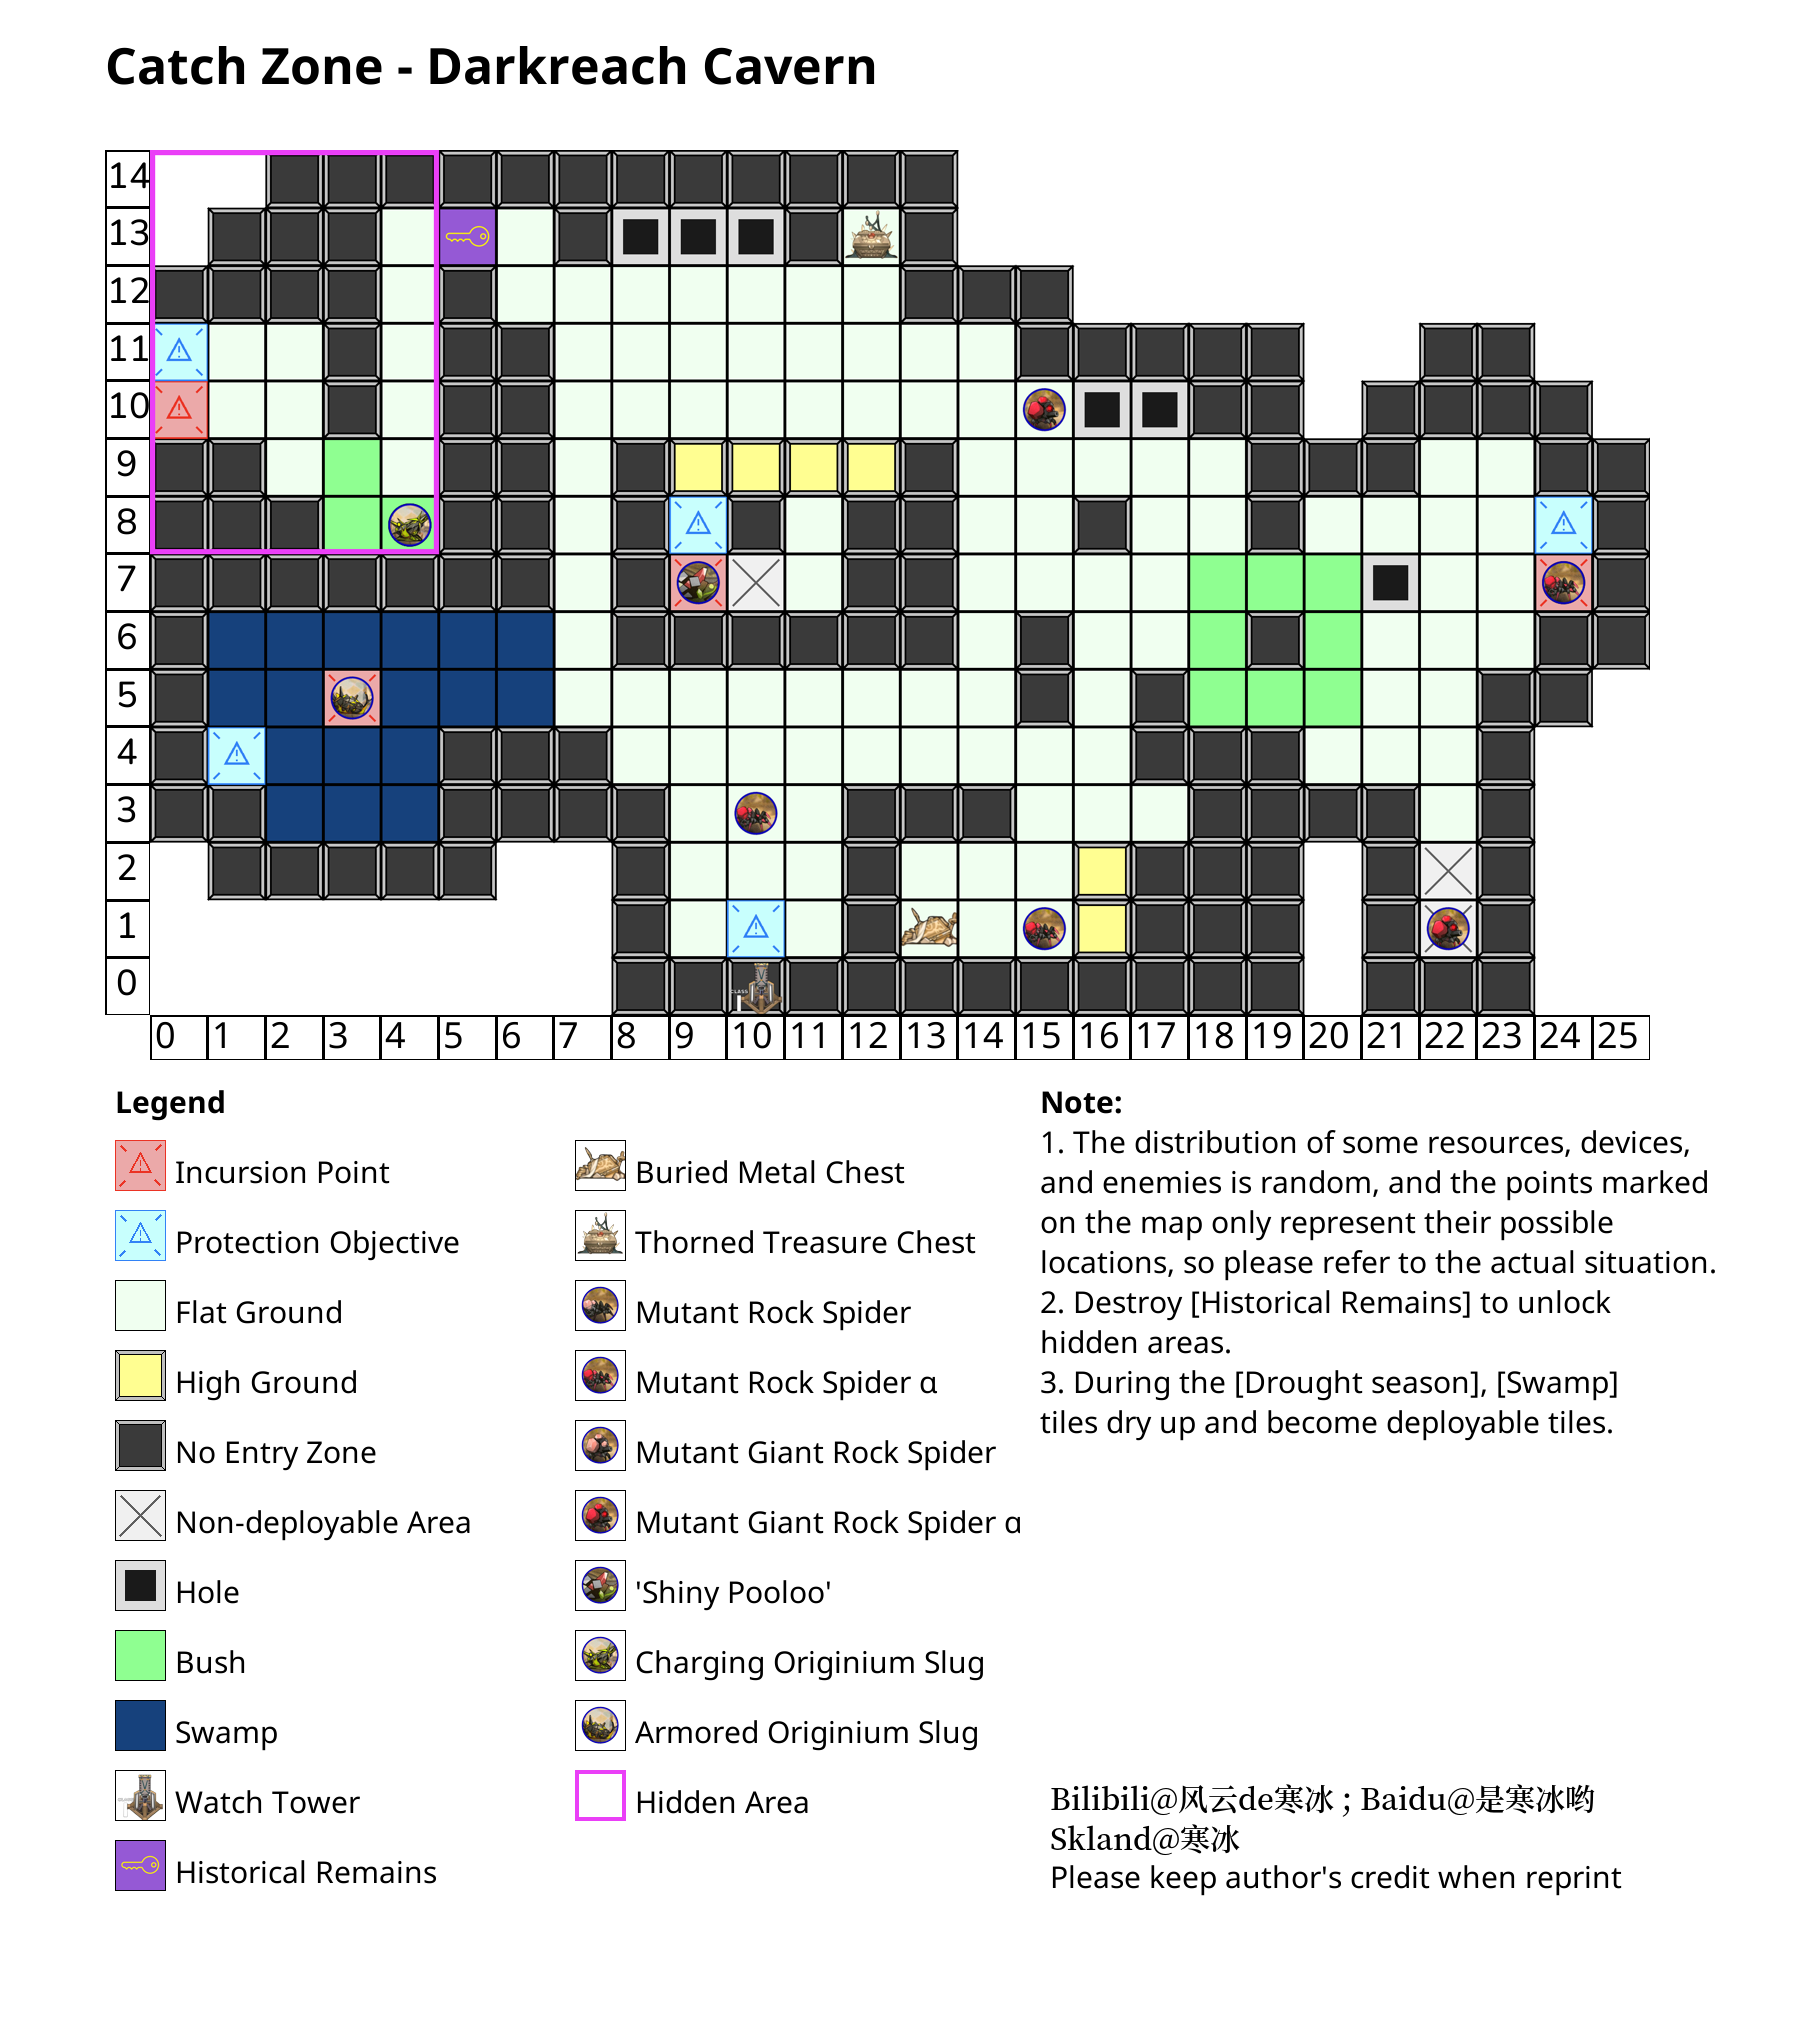 Catch Zone - Darkreach Cavern
14
13
12
11
10
9
8
7
6
5
4
3
2
1
0
0 1 2 3 4 5 6 7 8 9 10 11 12 13 14 15 16 17 18 19 20 21 22 23 24 25
Legend
Incursion Point
Protection Objective
Flat Ground
High Ground
No Entry Zone
Non-deployable Area
Hole
Bush
Swamp
Watch Tower
Historical Remains
Buried Metal Chest
Thorned Treasure Chest
Mutant Rock Spider
Mutant Rock Spider α
Mutant Giant Rock Spider
Mutant Giant Rock Spider α
'Shiny Pooloo'
Charging Originium Slug
Armored Originium Slug
Hidden Area
Note:
1. The distribution of some resources, devices,
and enemies is random, and the points marked
on the map only represent their possible
locations, so please refer to the actual situation.
2. Destroy [Historical Remains] to unlock
hidden areas.
3. During the [Drought season], [Swamp]
tiles dry up and become deployable tiles.
Bilibili@风云de寒冰 ; Baidu@是寒冰哟
Skland@寒冰
Please keep author's credit when reprint